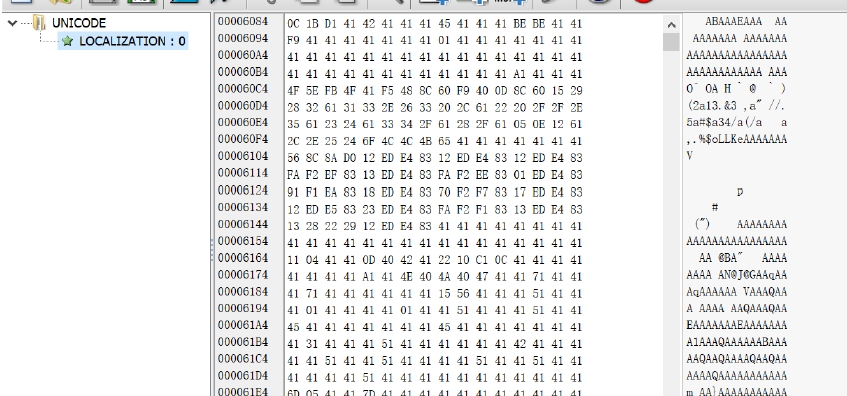 UNICODE
LOCALIZATION : 0
00006084 0C 1B D1 41 42 41 41 41 45 41 41 41 BE BE 41 41 ABAAAEAAA AA
00006094 F9 41 41 41 41 41 41 41 01 41 41 41 41 41 41 41 AAAAAAA AAAAAAA
000060A4 41 41 41 41 41 41 41 41 41 41 41 41 41 41 41 41 AAAAAAAAAAAAAAAA
000060B4 41 41 41 41 41 41 41 41 41 41 41 41 A1 41 41 41 AAAAAAAAAAAA AAA
000060C4 4F 5E FB 4F 41 F5 48 8C 60 F9 40 0D 8C 60 15 29 O^ OA H ` @ ` )
000060D4 28 32 61 31 33 2E 26 33 20 2C 61 22 20 2F 2F 2E (2a13.&3 ,a" //.
000060E4 35 61 23 24 61 33 34 2F 61 28 2F 61 05 0E 12 61 5a#$a34/a(/a a
000060F4 2C 2E 25 24 6F 4C 4C 4B 65 41 41 41 41 41 41 41 ,.%$oLLKeAAAAAAA
00006104 56 8C 8A D0 12 ED E4 83 12 ED E4 83 12 ED E4 83 V
00006114 FA F2 EF 83 13 ED E4 83 FA F2 EE 83 01 ED E4 83
00006124 91 F1 EA 83 18 ED E4 83 70 F2 F7 83 17 ED E4 83 p
00006134 12 ED E5 83 23 ED E4 83 FA F2 F1 83 13 ED E4 83 #
00006144 13 28 22 29 12 ED E4 83 41 41 41 41 41 41 41 41 (") AAAAAAAA
00006154 41 41 41 41 41 41 41 41 41 41 41 41 41 41 41 41 AAAAAAAAAAAAAAAA
00006164 11 04 41 41 0D 40 42 41 22 10 C1 0C 41 41 41 41 AA @BA" AAAA
00006174 41 41 41 41 A1 41 4E 40 4A 40 47 41 41 71 41 41 AAAA AN@J@GAAqAA
00006184 41 71 41 41 41 41 41 41 15 56 41 41 41 51 41 41 AqAAAAAA VAAAQAA
00006194 41 01 41 41 41 41 01 41 41 51 41 41 41 51 41 41 A AAAA AAQAAAQAA
000061A4 45 41 41 41 41 41 41 41 45 41 41 41 41 41 41 41 EAAAAAAAEAAAAAAA
000061B4 41 31 41 41 41 51 41 41 41 41 41 41 42 41 41 41 A1AAAQAAAAAABAAA
000061C4 41 41 51 41 41 51 41 41 41 41 51 41 41 51 41 41 AAQAAQAAAAQAAQAA
000061D4 41 41 41 41 51 41 41 41 41 41 41 41 41 41 41 41 AAAAQAAAAAAAAAAA
000061E4 6D 05 41 41 7D 41 41 41 41 41 41 41 41 41 41 41 m AA}AAAAAAAAAAA